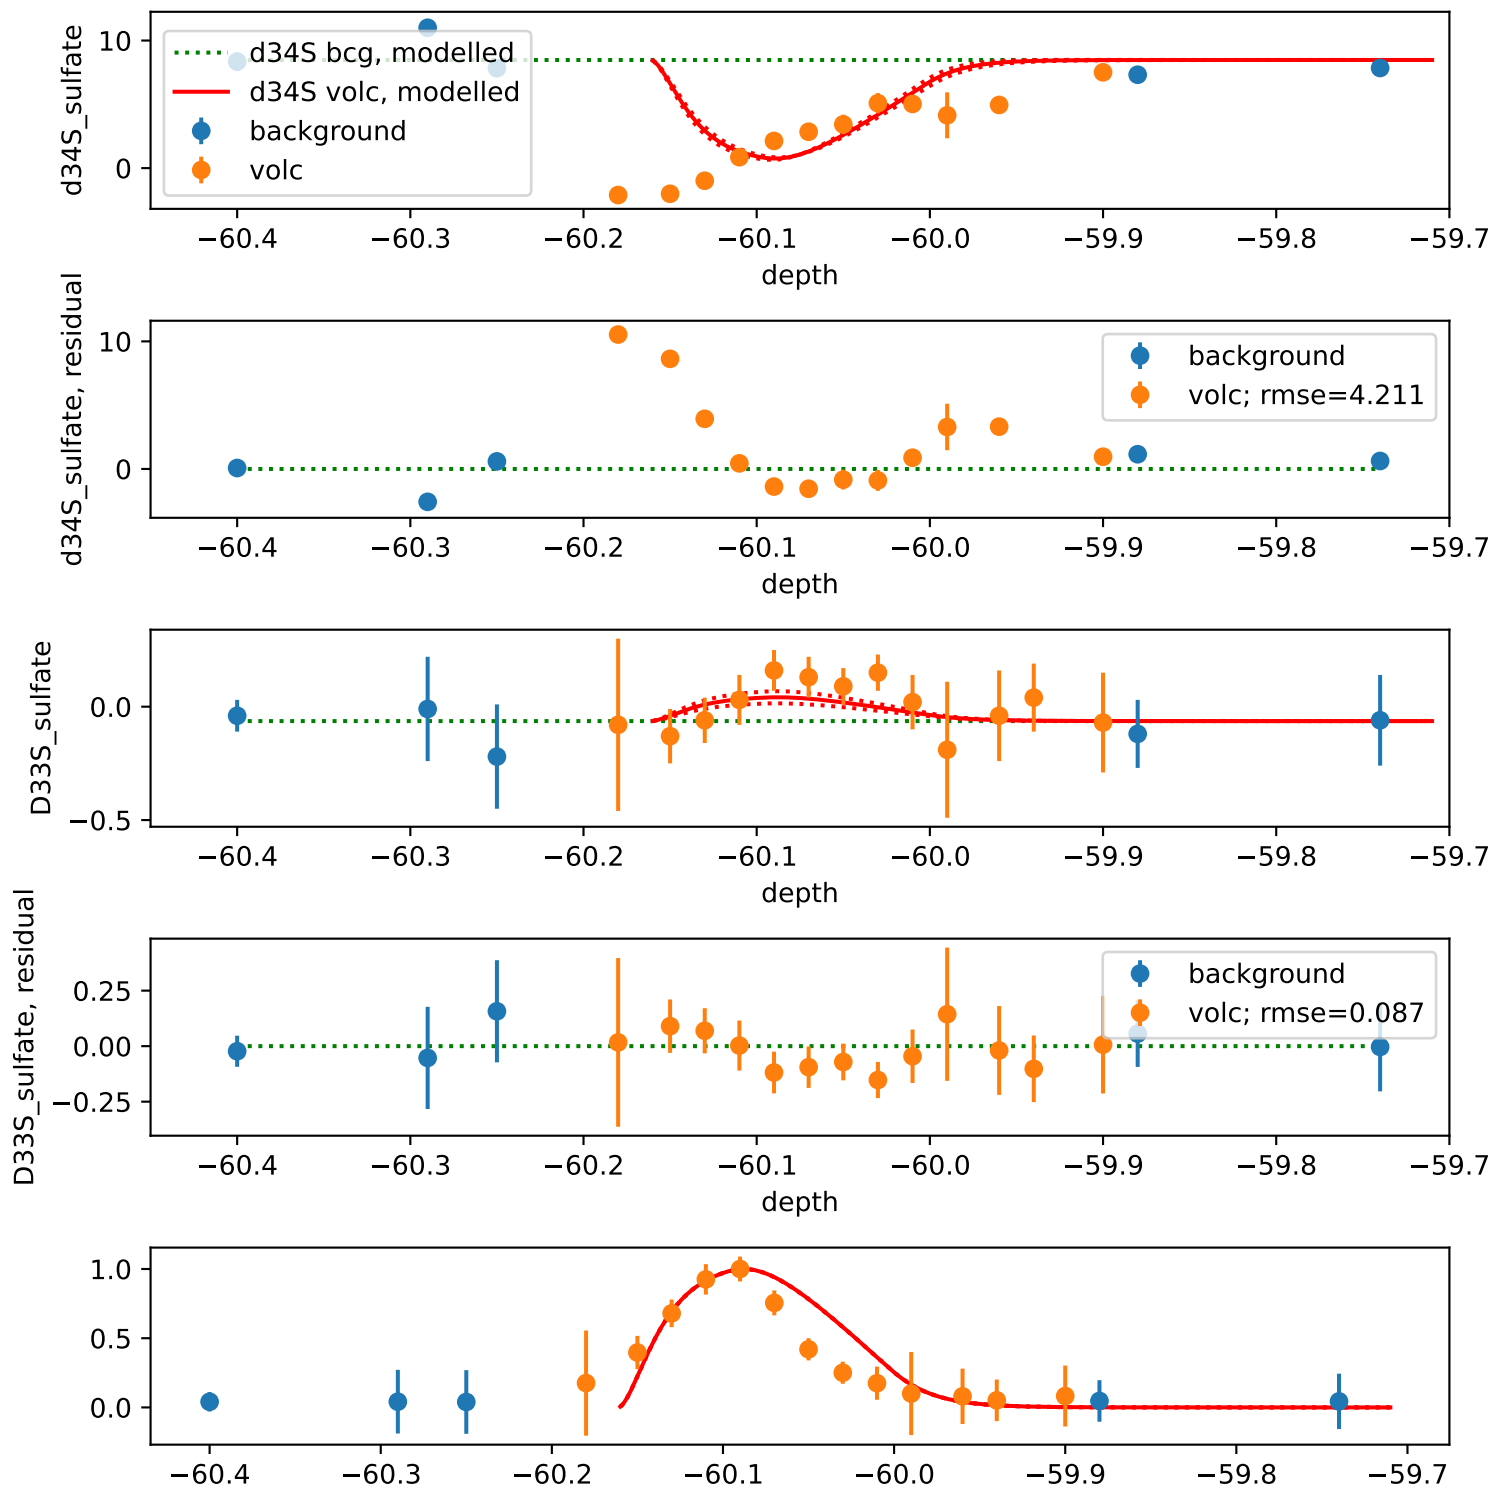 d34S_sulfate
10
0
d34S bcg, modelled
d34S volc, modelled
background
volc
−60.4 −60.3 −60.2 −60.1 −60.0 −59.9 −59.8 −59.7
depth
d34S_sulfate, residual
10
0
background
volc; rmse=4.211
−60.4 −60.3 −60.2 −60.1 −60.0 −59.9 −59.8 −59.7
depth
D33S_sulfate
0.0
−0.5
−60.4 −60.3 −60.2 −60.1 −60.0 −59.9 −59.8 −59.7
depth
D33S_sulfate, residual
0.25
0.00
−0.25
background
volc; rmse=0.087
−60.4 −60.3 −60.2 −60.1 −60.0 −59.9 −59.8 −59.7
depth
1.0
0.5
0.0
−60.4 −60.3 −60.2 −60.1 −60.0 −59.9 −59.8 −59.7